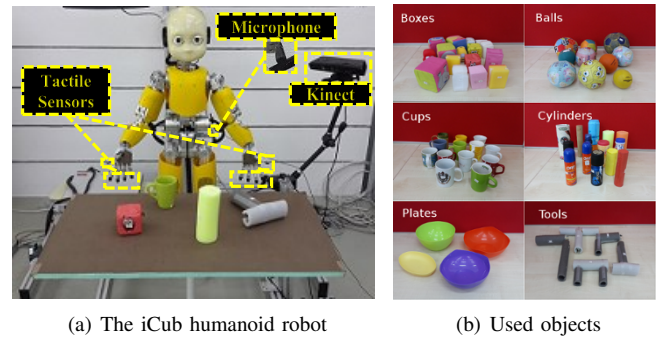 Microphone
Tactile
Sensors
Kinect
(a) The iCub humanoid robot
Boxes
Balls
Cups
Cylinders
Plates
Tools
(b) Used objects